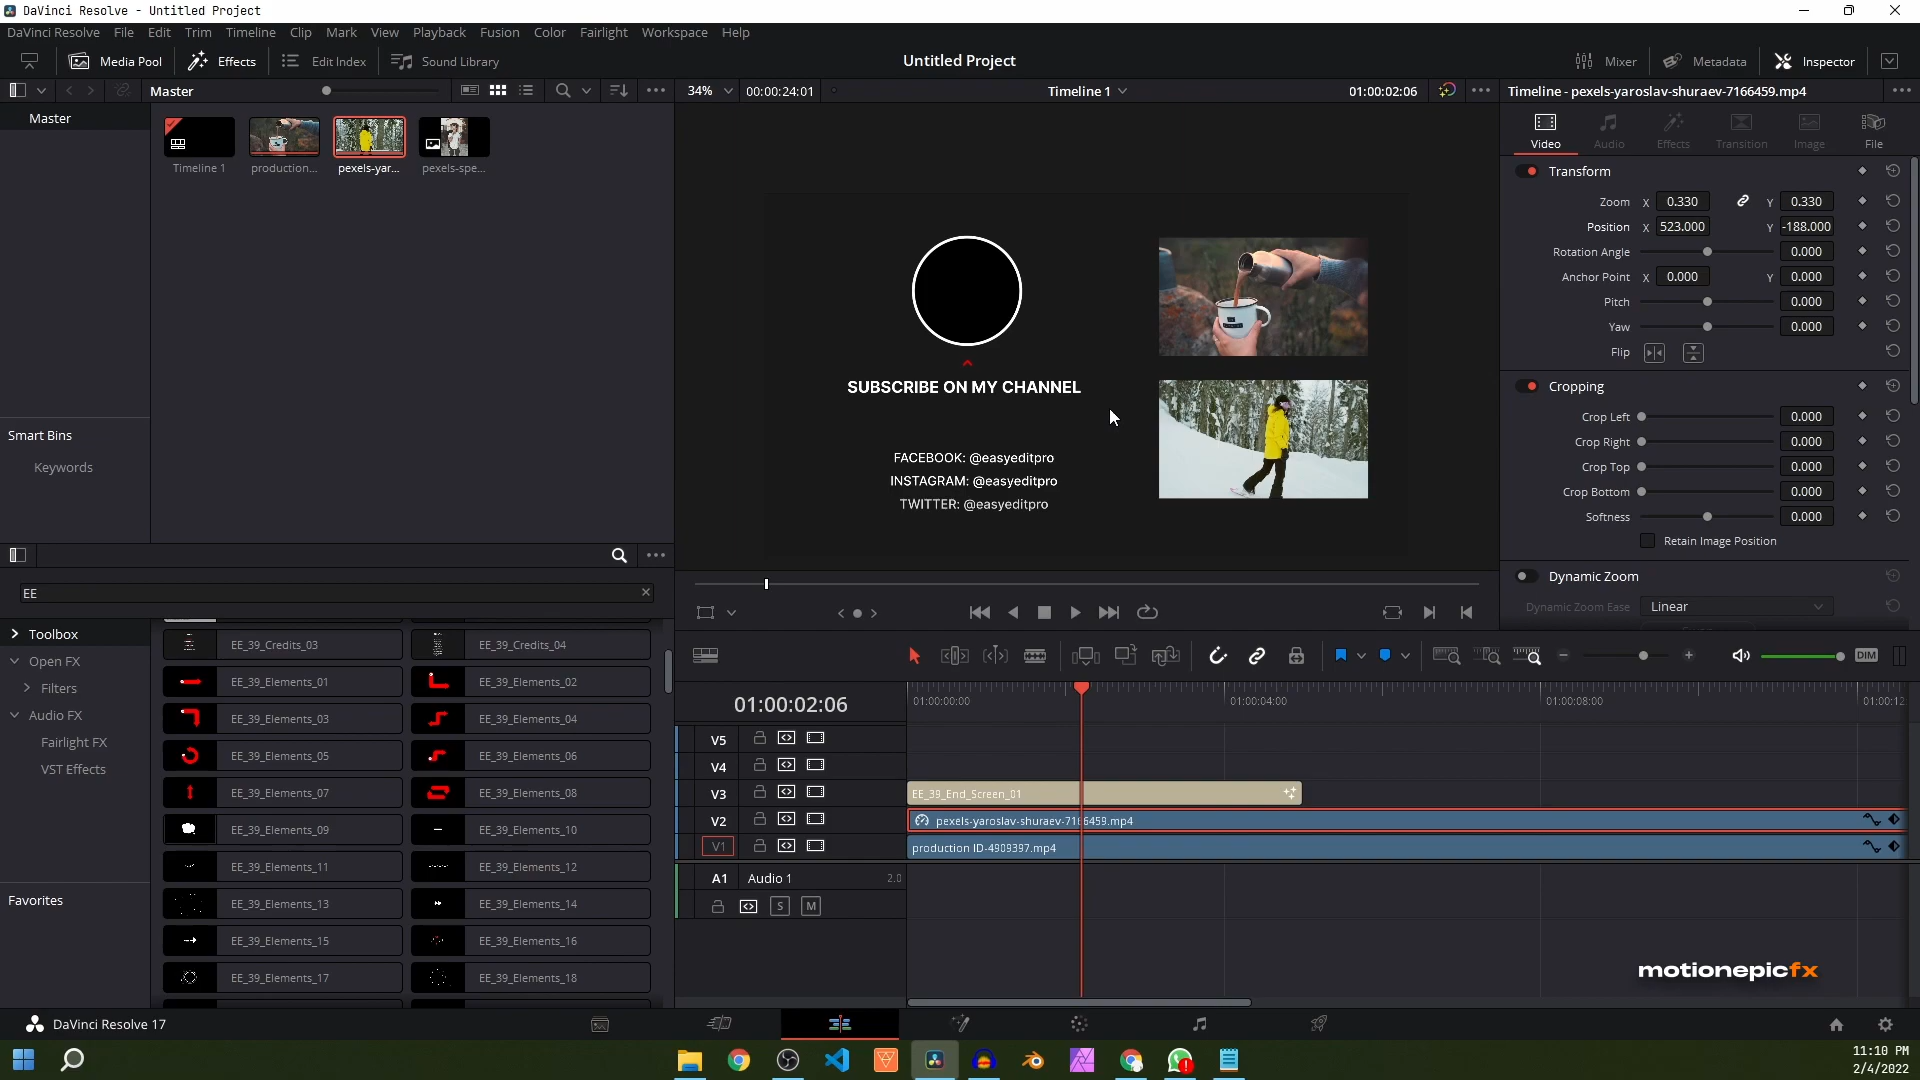 DaVinci Resolve - Untitled Project
DaVinci Resolve File Edit Trim Timeline Clip Mark View Playback Fusion Color Fairlight Workspace Help
Media Pool Effects Edit Index Sound Library Untitled Project Mixer Metadata Inspector
Master 34% 00:00:24:01 Timeline 1 01:00:02:06 Timeline - pexels-yaroslav-shuraev-7166459.mp4
Master
Timeline 1 production... pexels-yar... pexels-spe...
Smart Bins
Keywords
SUBSCRIBE ON MY CHANNEL
FACEBOOK: @easyeditpro
INSTAGRAM: @easyeditpro
TWITTER: @easyeditpro
Video Audio Effects Transition Image File
Transform
Zoom X 0.330 Y 0.330
Position X 523.000 Y -188.000
Rotation Angle 0.000
Anchor Point X 0.000 Y 0.000
Pitch 0.000
Yaw 0.000
Flip
Cropping
Crop Left 0.000
Crop Right 0.000
Crop Top 0.000
Crop Bottom 0.000
Softness 0.000
Retain Image Position
Dynamic Zoom
Dynamic Zoom Ease Linear
EE
Toolbox
Open FX
Filters
Audio FX
Fairlight FX
VST Effects
Favorites
EE_39_Credits_03 EE_39_Credits_04
EE_39_Elements_01 EE_39_Elements_02
EE_39_Elements_03 EE_39_Elements_04
EE_39_Elements_05 EE_39_Elements_06
EE_39_Elements_07 EE_39_Elements_08
EE_39_Elements_09 EE_39_Elements_10
EE_39_Elements_11 EE_39_Elements_12
EE_39_Elements_13 EE_39_Elements_14
EE_39_Elements_15 EE_39_Elements_16
EE_39_Elements_17 EE_39_Elements_18
DIM
01:00:02:06 01:00:00:00 01:00:04:00 01:00:08:00 01:00:12
V5
V4
V3 EE_39_End_Screen_01
V2 pexels-yaroslav-shuraev-7166459.mp4
V1 production ID-4909397.mp4
A1 Audio 1 2.0
S M
motionepicfx
DaVinci Resolve 17
11:10 PM
2/4/2022